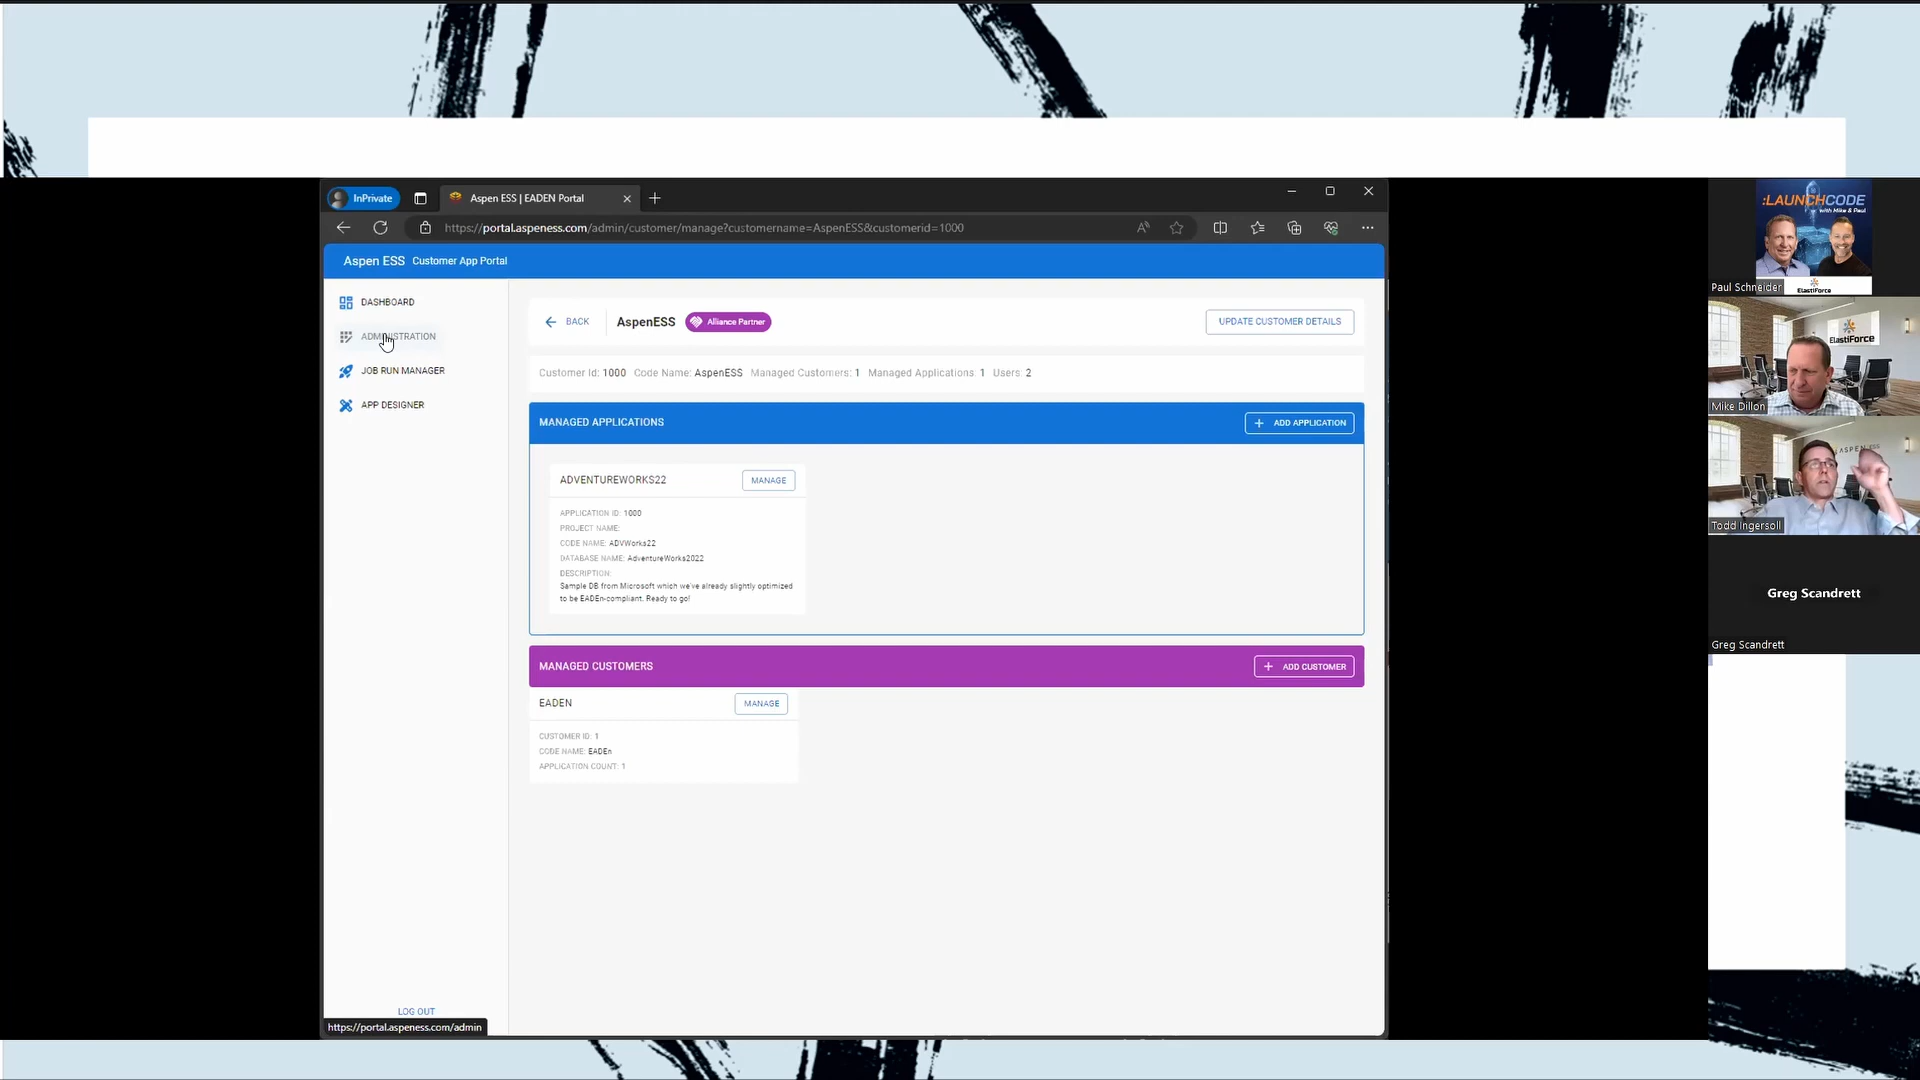 InPrivate
Aspen ESS | EADEN Portal
https://portal.aspeness.com/admin/customer/manage?customername=AspenESS&customerid=1000
Aspen ESS Customer App Portal
DASHBOARD
ADMINISTRATION
JOB RUN MANAGER
APP DESIGNER
BACK
AspenESS
Alliance Partner
UPDATE CUSTOMER DETAILS
Customer Id: 1000 Code Name: AspenESS Managed Customers: 1 Managed Applications: 1 Users: 2
MANAGED APPLICATIONS
ADD APPLICATION
ADVENTUREWORKS22
MANAGE
APPLICATION ID: 1000
PROJECT NAME:
CODE NAME: ADVWorks22
DATABASE NAME: AdventureWorks2022
DESCRIPTION:
Sample DB from Microsoft which we've already slightly optimized
to be EADEn-compliant. Ready to go!
MANAGED CUSTOMERS
ADD CUSTOMER
EADEN
MANAGE
CUSTOMER ID: 1
CODE NAME: EADEn
APPLICATION COUNT: 1
LOG OUT
https://portal.aspeness.com/admin
:LAUNCHCODE
with Mike & Paul
ElastiForce
Paul Schneider
ElastiForce
Mike Dillon
ASPEN ESS
Todd Ingersoll
Greg Scandrett
Greg Scandrett